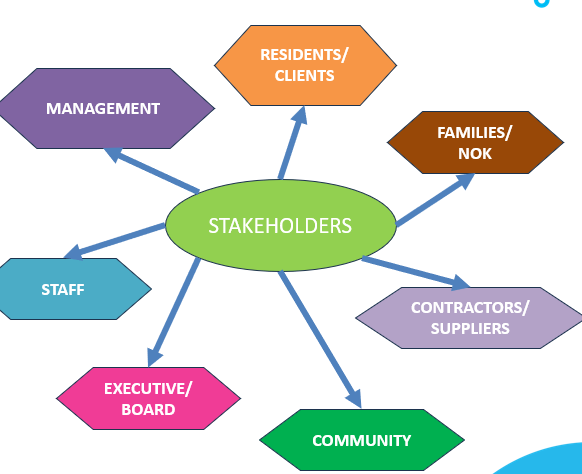 RESIDENTS/
CLIENTS
MANAGEMENT
FAMILIES/
NOK
STAKEHOLDERS
STAFF
CONTRACTORS/
SUPPLIERS
EXECUTIVE/
BOARD
COMMUNITY